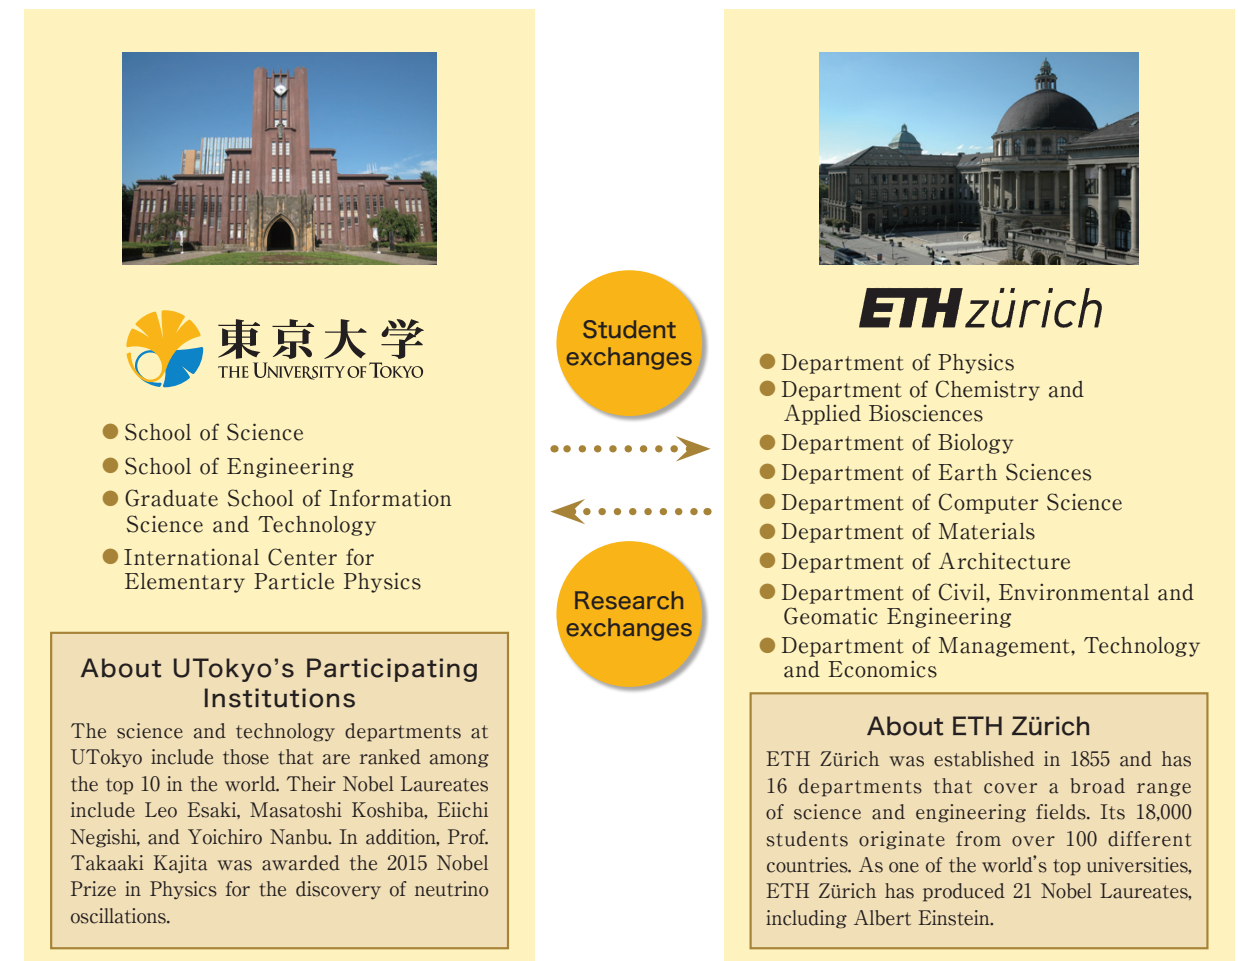 東京大学
THE UNIVERSITY OF TOKYO
● School of Science
● School of Engineering
● Graduate School of Information
Science and Technology
● International Center for
Elementary Particle Physics
About UTokyo's Participating
Institutions
The science and technology departments at
UTokyo include those that are ranked among
the top 10 in the world. Their Nobel Laureates
include Leo Esaki, Masatoshi Koshiba, Eiichi
Negishi, and Yoichiro Nanbu. In addition, Prof.
Takaaki Kajita was awarded the 2015 Nobel
Prize in Physics for the discovery of neutrino
oscillations.
Student
exchanges
Research
exchanges
ETH zürich
● Department of Physics
● Department of Chemistry and
Applied Biosciences
● Department of Biology
● Department of Earth Sciences
● Department of Computer Science
● Department of Materials
● Department of Architecture
● Department of Civil, Environmental and
Geomatic Engineering
● Department of Management, Technology
and Economics
About ETH Zürich
ETH Zürich was established in 1855 and has
16 departments that cover a broad range
of science and engineering fields. Its 18,000
students originate from over 100 different
countries. As one of the world's top universities,
ETH Zürich has produced 21 Nobel Laureates,
including Albert Einstein.